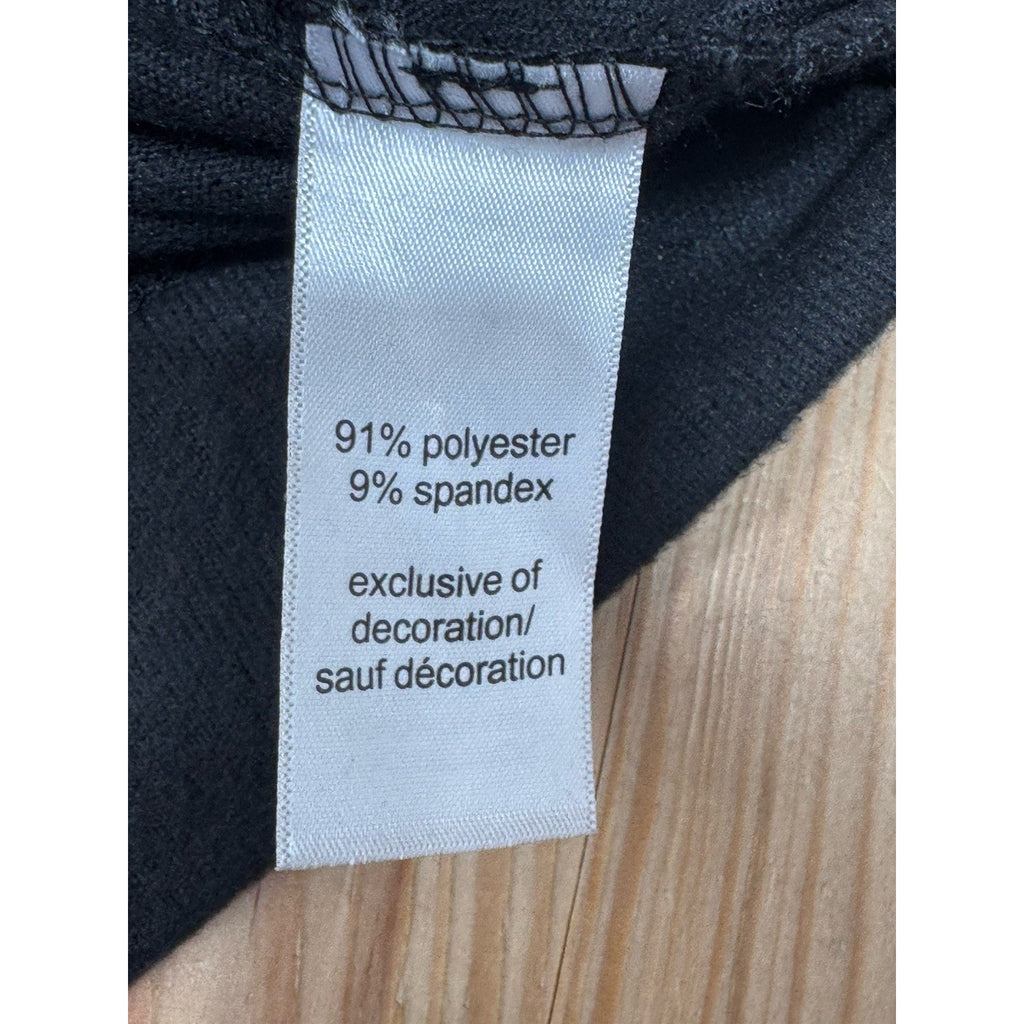 91% polyester
9% spandex
exclusive of
decoration/
sauf décoration